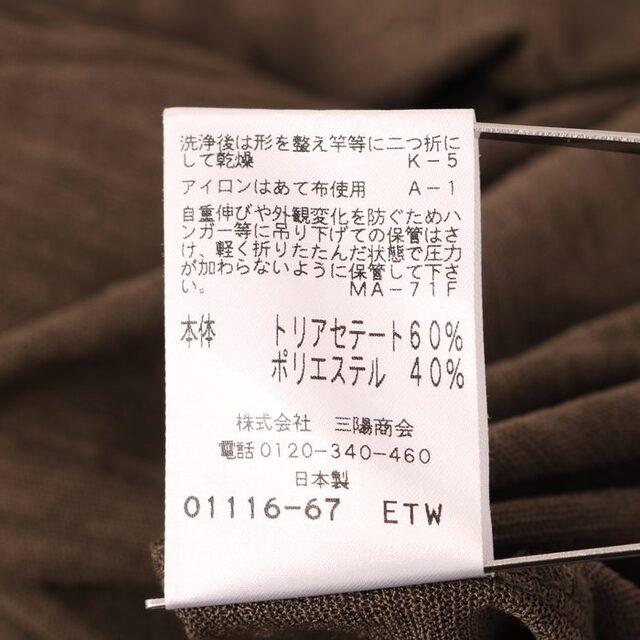 洗浄後は形を整え竿等に二つ折に
して乾燥 K-5
アイロンはあて布使用 A-1
自重伸びや外観変化を防ぐためハ
ンガー等に吊り下げての保管はさ
け、軽く折りたたんだ状態で圧力
が加わらないように保管して下さ
い。 MA-71F
本体 トリアセテート60%
ポリエステル 40%
株式会社 三陽商会
電話0120-340-460
日本製
01116-67 ETW